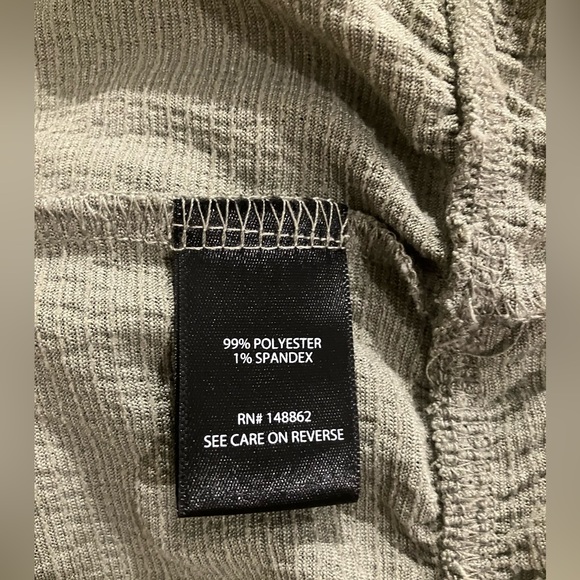 99% POLYESTER
1% SPANDEX
RN# 148862
SEE CARE ON REVERSE